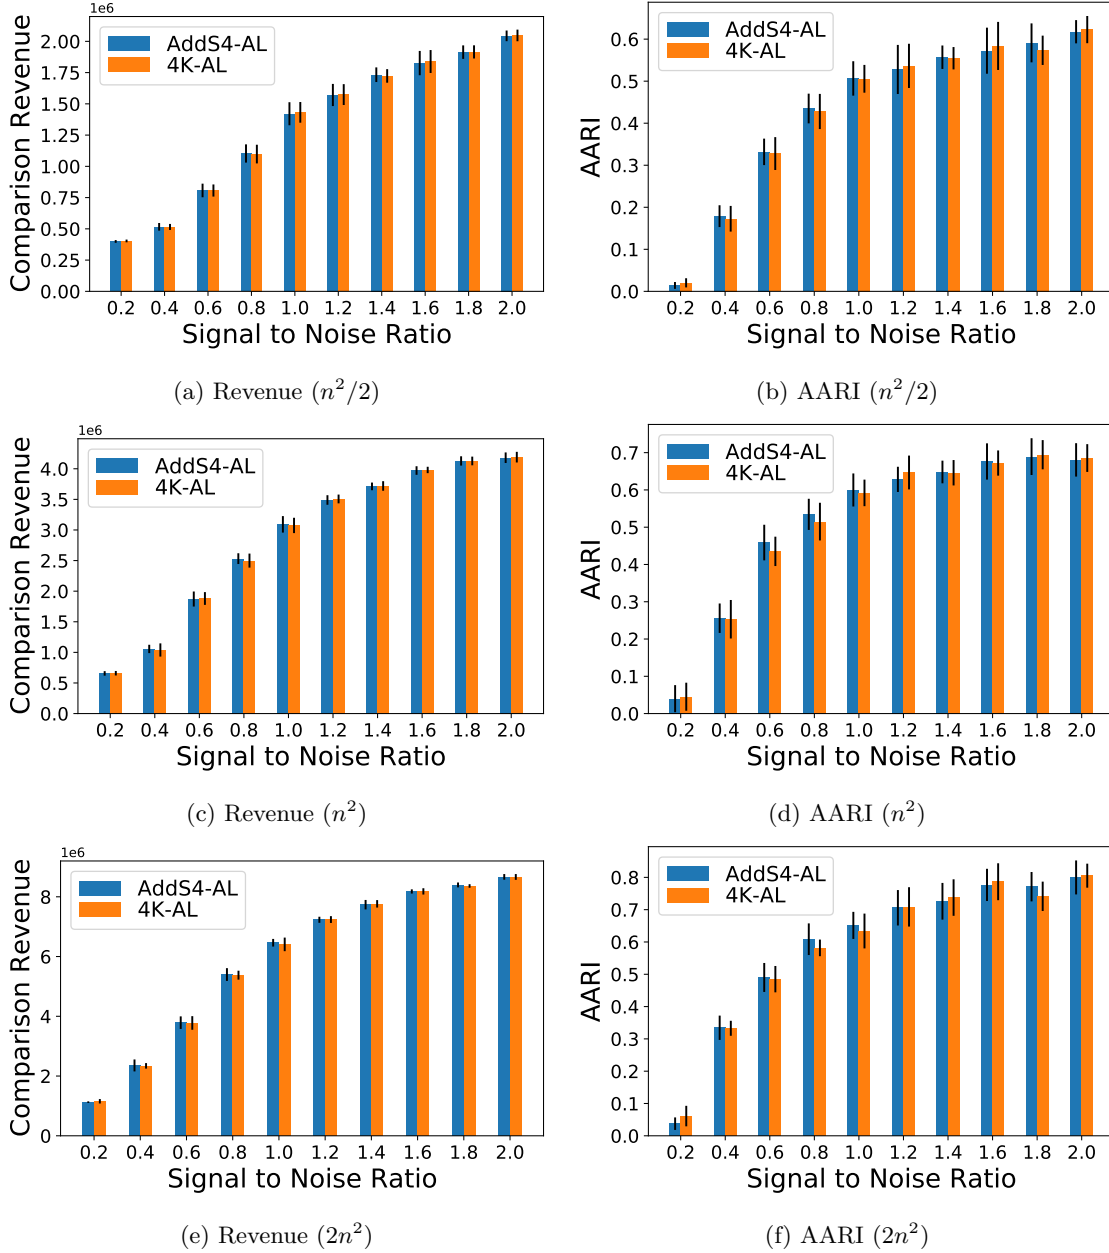 1e6
Comparison Revenue
2.00
1.75
1.50
1.25
1.00
0.75
0.50
0.25
0.00
AddS4-AL
4K-AL
0.2 0.4 0.6 0.8 1.0 1.2 1.4 1.6 1.8 2.0
Signal to Noise Ratio
(a) Revenue (n²/2)
AARI
0.6
0.5
0.4
0.3
0.2
0.1
0.0
AddS4-AL
4K-AL
0.2 0.4 0.6 0.8 1.0 1.2 1.4 1.6 1.8 2.0
Signal to Noise Ratio
(b) AARI (n²/2)
1e6
Comparison Revenue
4.0
3.5
3.0
2.5
2.0
1.5
1.0
0.5
0.0
AddS4-AL
4K-AL
0.2 0.4 0.6 0.8 1.0 1.2 1.4 1.6 1.8 2.0
Signal to Noise Ratio
(c) Revenue (n²)
AARI
0.7
0.6
0.5
0.4
0.3
0.2
0.1
0.0
AddS4-AL
4K-AL
0.2 0.4 0.6 0.8 1.0 1.2 1.4 1.6 1.8 2.0
Signal to Noise Ratio
(d) AARI (n²)
1e6
Comparison Revenue
8
6
4
2
0
AddS4-AL
4K-AL
0.2 0.4 0.6 0.8 1.0 1.2 1.4 1.6 1.8 2.0
Signal to Noise Ratio
(e) Revenue (2n²)
AARI
0.8
0.7
0.6
0.5
0.4
0.3
0.2
0.1
0.0
AddS4-AL
4K-AL
0.2 0.4 0.6 0.8 1.0 1.2 1.4 1.6 1.8 2.0
Signal to Noise Ratio
(f) AARI (2n²)